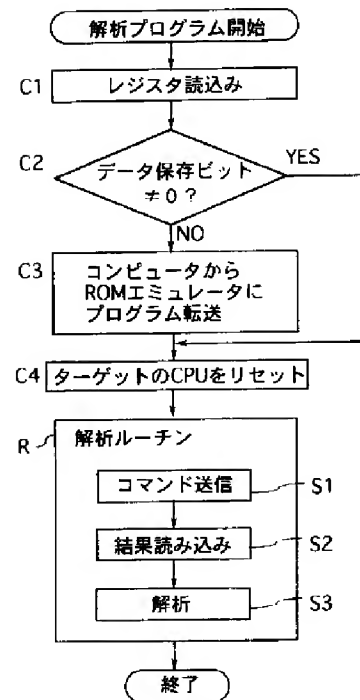 解析プログラム開始
C1
レジスタ読込み
C2
データ保存ビット
≠0?
YES
NO
C3
コンピュータから
ROMエミュレータに
プログラム転送
C4
ターゲットのCPUをリセット
R
解析ルーチン
コマンド送信
S1
結果読み込み
S2
解析
S3
終了